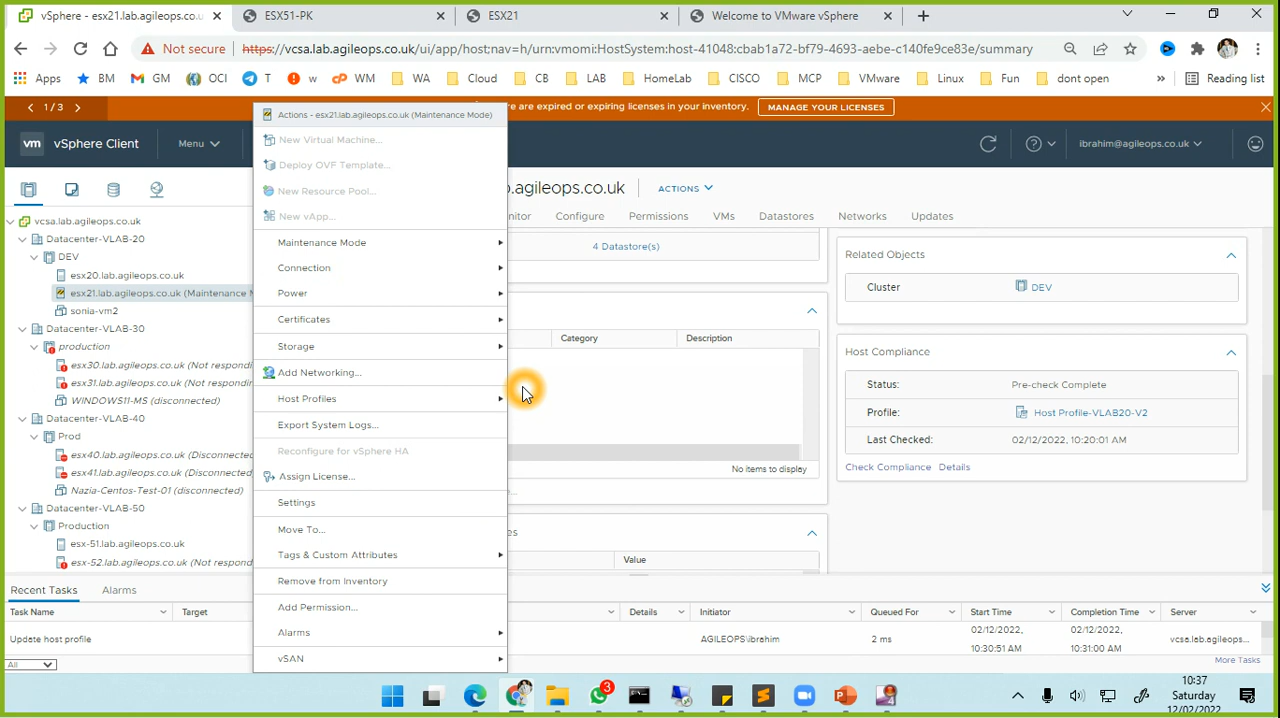 vSphere - esx21.lab.agileops.co.u
ESX51-PK
ESX21
Welcome to VMware vSphere
Not secure
https://vcsa.lab.agileops.co.uk/ui/app/host;nav=h/urn:vmomi:HostSystem:host-41048:cbab1a72-bf79-4693-aebe-c140fe9ce83e/summary
Apps
BM
GM
OCI
T
w
WM
WA
Cloud
CB
LAB
HomeLab
CISCO
MCP
VMware
Linux
Fun
dont open
»
Reading list
1 / 3
re are expired or expiring licenses in your inventory.
MANAGE YOUR LICENSES
vm
vSphere Client
Menu
ibrahim@agileops.co.uk
Actions - esx21.lab.agileops.co.uk (Maintenance Mode)
New Virtual Machine...
Deploy OVF Template...
New Resource Pool...
New vApp...
Maintenance Mode
Connection
Power
Certificates
Storage
Add Networking...
Host Profiles
Export System Logs...
Reconfigure for vSphere HA
Assign License...
Settings
Move To...
Tags & Custom Attributes
Remove from Inventory
Add Permission...
Alarms
vSAN
vcsa.lab.agileops.co.uk
Datacenter-VLAB-20
DEV
esx20.lab.agileops.co.uk
esx21.lab.agileops.co.uk (Maintenance M
sonia-vm2
Datacenter-VLAB-30
production
esx30.lab.agileops.co.uk (Not respondi
esx31.lab.agileops.co.uk (Not respondin
WINDOWS11-MS (disconnected)
Datacenter-VLAB-40
Prod
esx40.lab.agileops.co.uk (Disconnected
esx41.lab.agileops.co.uk (Disconnected)
Nazia-Centos-Test-01 (disconnected)
Datacenter-VLAB-50
Production
esx-51.lab.agileops.co.uk
esx-52.lab.agileops.co.uk (Not respond
b.agileops.co.uk
ACTIONS
nitor
Configure
Permissions
VMs
Datastores
Networks
Updates
4 Datastore(s)
Category
Description
No items to display
es
Value
Related Objects
Cluster
DEV
Host Compliance
Status:
Pre-check Complete
Profile:
Host Profile-VLAB20-V2
Last Checked:
02/12/2022, 10:20:01 AM
Check Compliance
Details
Recent Tasks
Alarms
Task Name
Target
Details
Initiator
Queued For
Start Time
Completion Time
Server
Update host profile
AGILEOPS\ibrahim
2 ms
02/12/2022,
10:30:51 AM
02/12/2022,
10:31:00 AM
vcsa.lab.agileops...
All
More Tasks
3
10:37
Saturday
12/02/2022